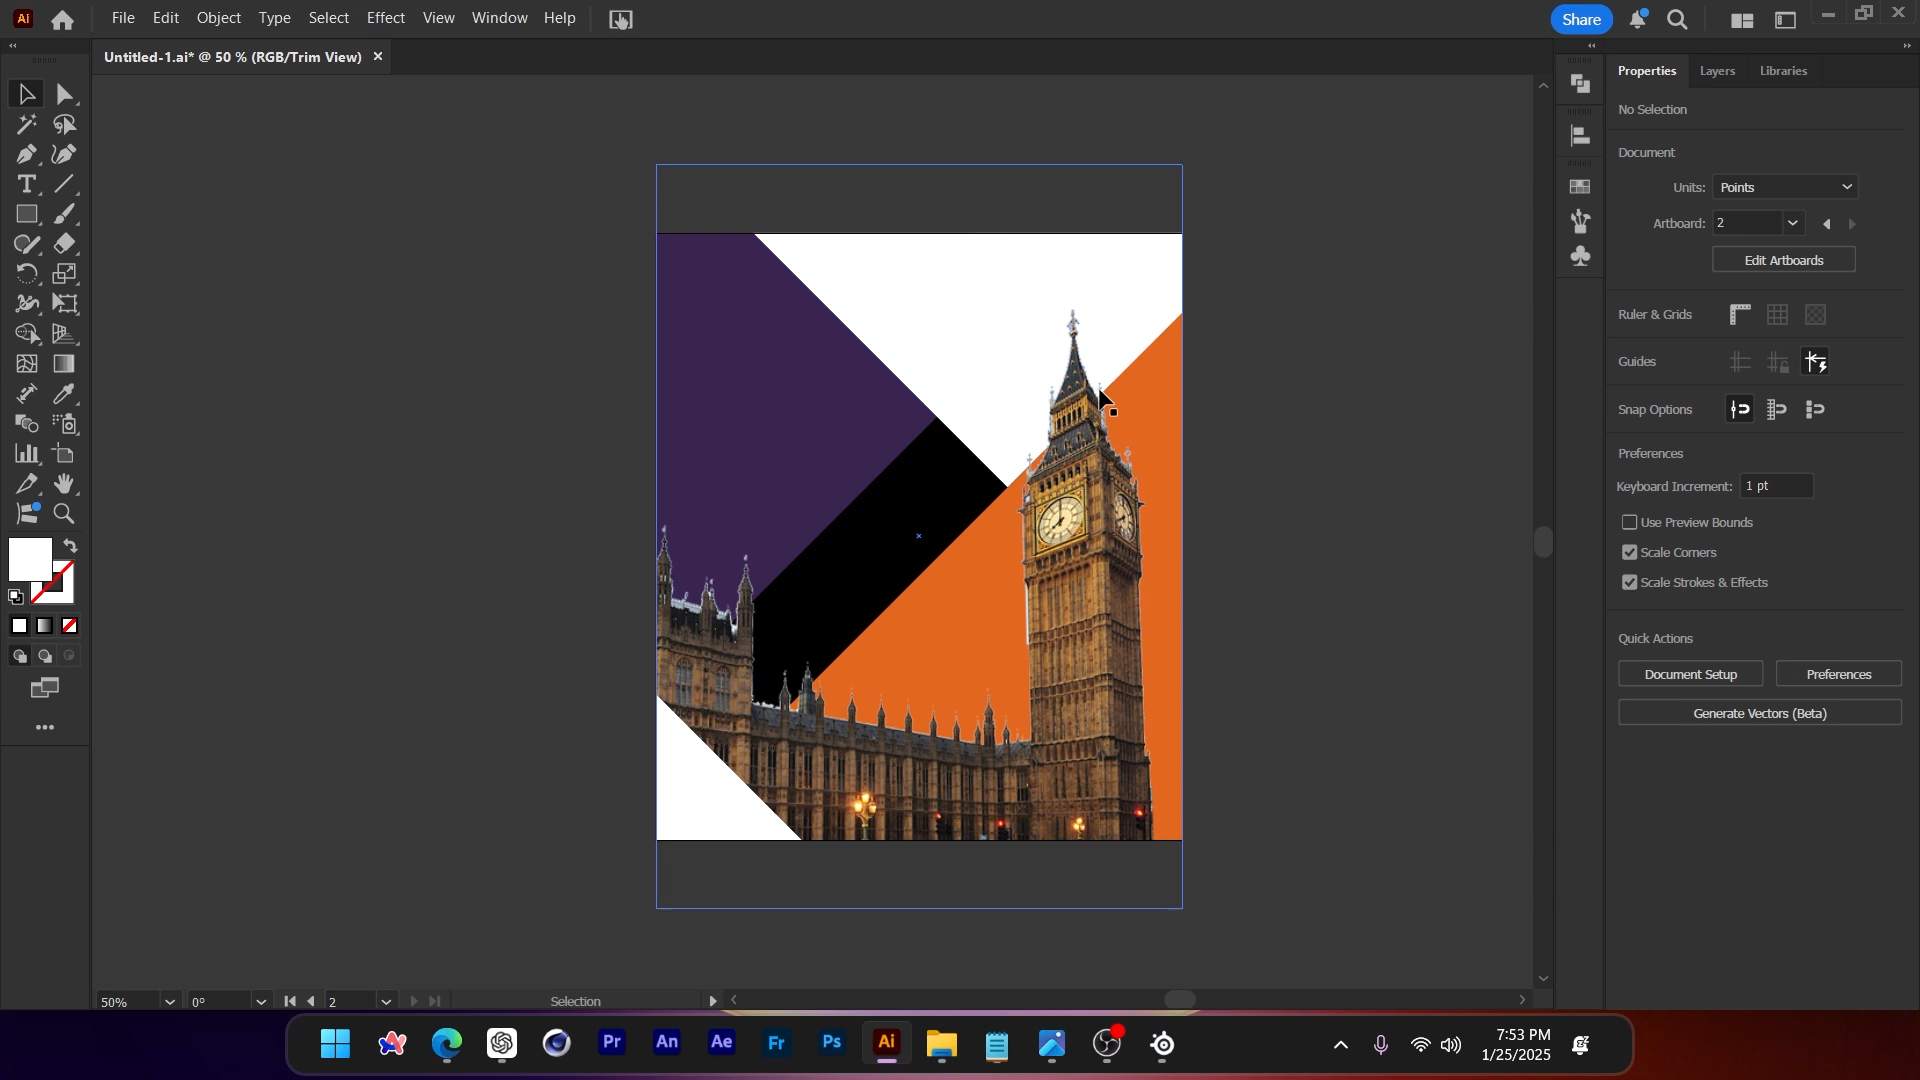 Ai File Edit Object Type Select Effect View Window Help Share
Untitled-1.ai* @ 50 % (RGB/Trim View)
Properties Layers Libraries
No Selection
Document
Units: Points
Artboard: 2
Edit Artboards
Ruler & Grids
Guides
Snap Options
Preferences
Keyboard Increment: 1 pt
Use Preview Bounds
Scale Corners
Scale Strokes & Effects
Quick Actions
Document Setup Preferences
Generate Vectors (Beta)
50% 0° 2 Selection
Pr An Ae Fr Ps Ai
7:53 PM
1/25/2025